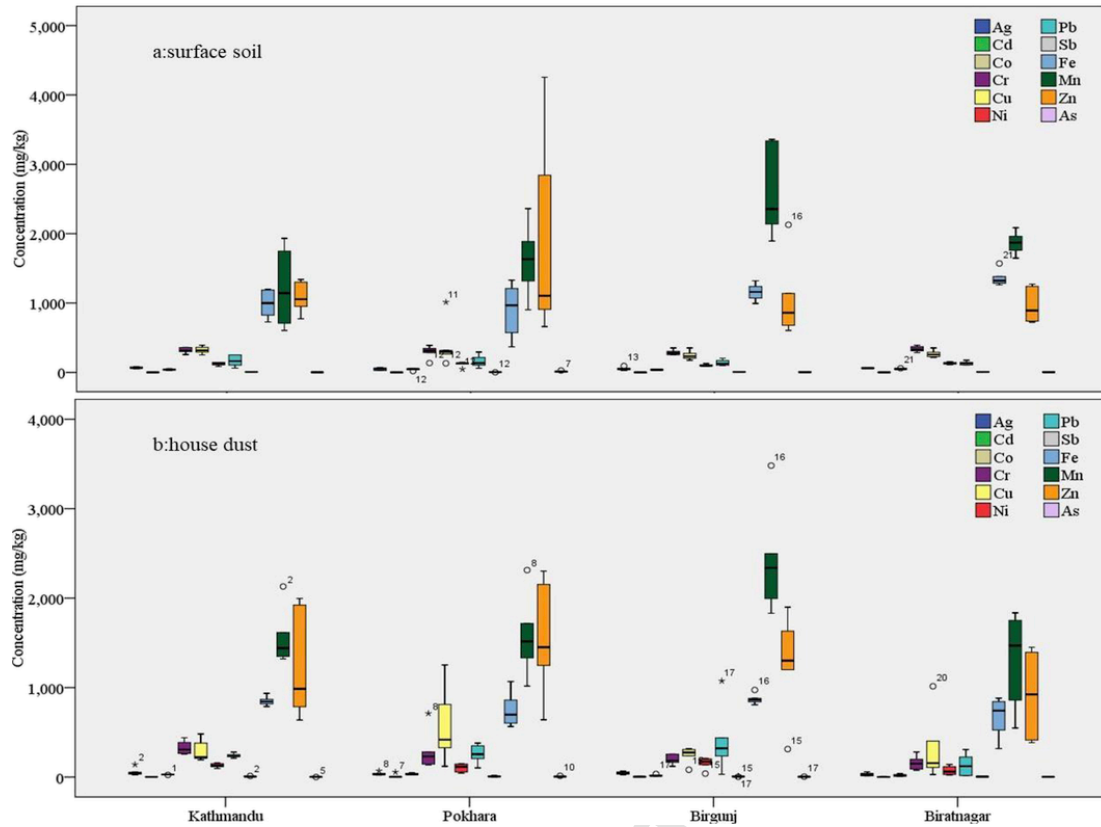 5,000
4,000
3,000
2,000
1,000
0
Concentration (mg/kg)
a:surface soil
Ag Pb
Cd Sb
Co Fe
Cr Mn
Cu Zn
Ni As
11
12
12
12
7
13
16
21
21
4,000
3,000
2,000
1,000
0
Concentration (mg/kg)
b:house dust
Ag Pb
Cd Sb
Co Fe
Cr Mn
Cu Zn
Ni As
2
1
2
2
5
8
7
8
8
10
17
17
16
16
15
15
15
17
17
20
Kathmandu Pokhara Birgunj Biratnagar